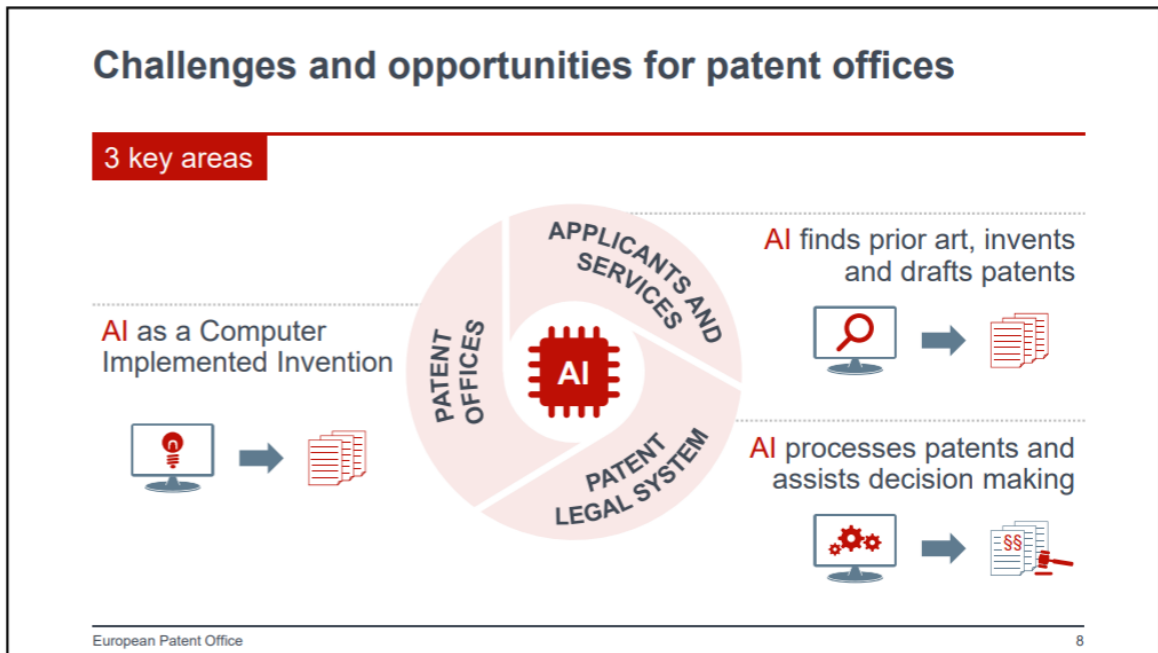 Challenges and opportunities for patent offices
3 key areas
APPLICANTS AND
SERVICES
AI finds prior art, invents
and drafts patents
AI as a Computer
Implemented Invention
PATENT
OFFICES
AI
PATENT
LEGAL SYSTEM
AI processes patents and
assists decision making
§§
European Patent Office
8